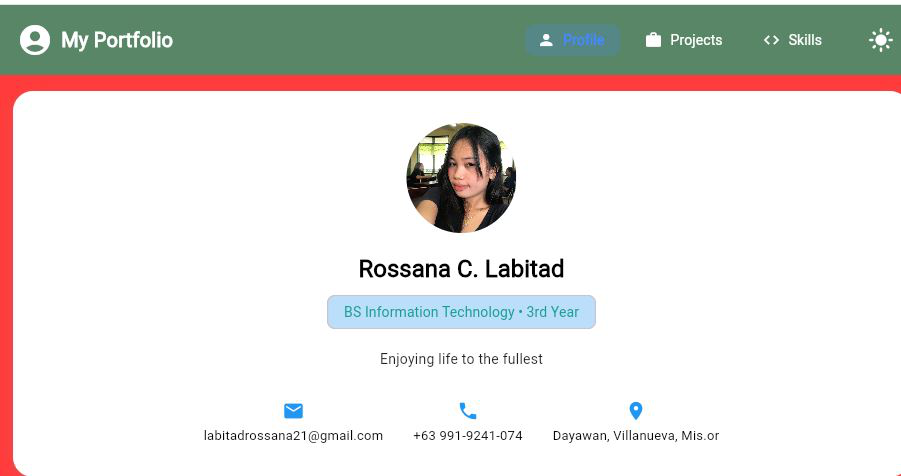 My Portfolio
Profile
Projects
Skills
Rossana C. Labitad
BS Information Technology • 3rd Year
Enjoying life to the fullest
labitadrossana21@gmail.com
+63 991-9241-074
Dayawan, Villanueva, Mis.or